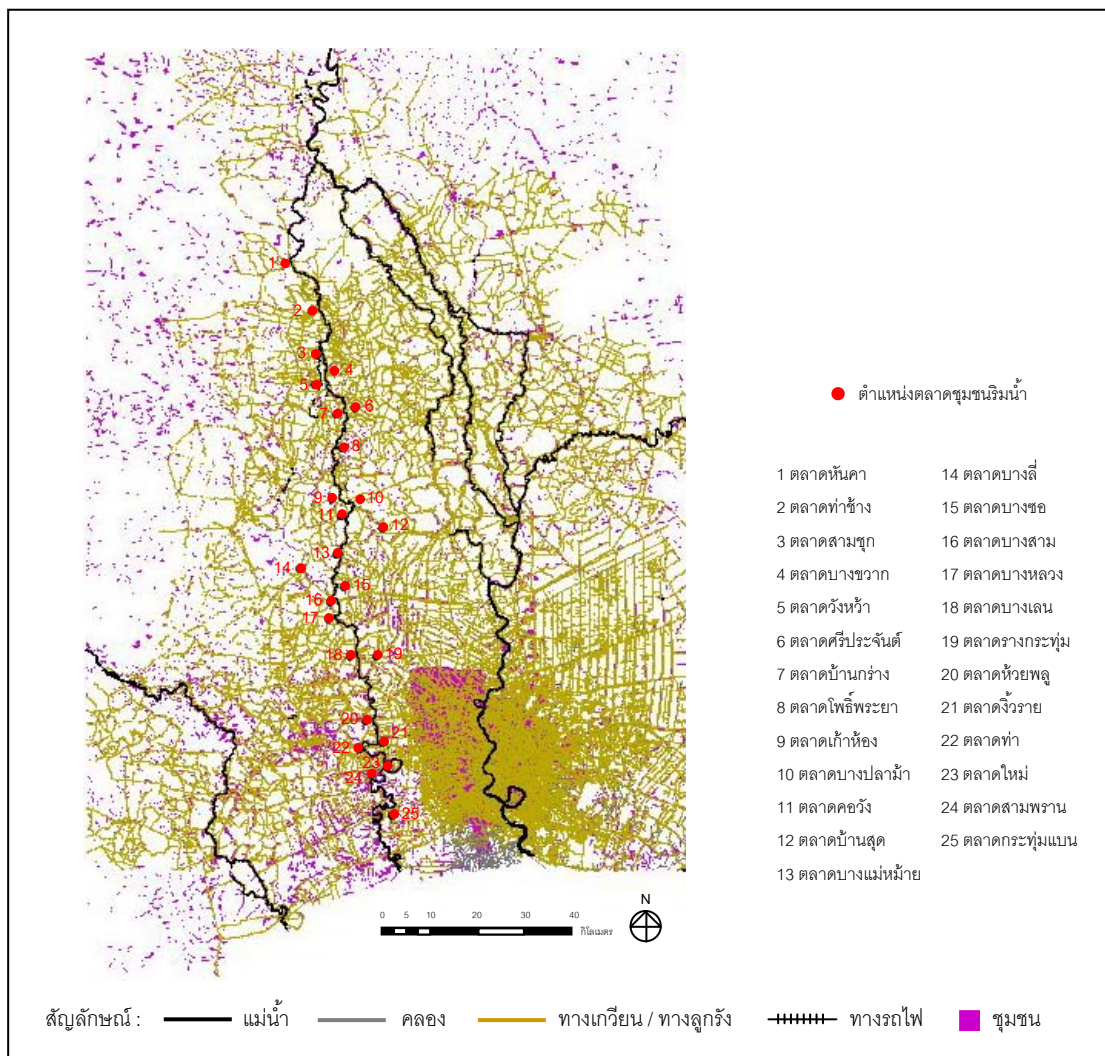 1
2
3
4
5
6
7
8
9
10
11
12
13
14
15
16
17
18
19
20
21
22
23
24
25
ตำแหน่งตลาดชุมชนริมน้ำ
1 ตลาดหันคา
2 ตลาดท่าช้าง
3 ตลาดสามชุก
4 ตลาดบางขวาก
5 ตลาดวังหว้า
6 ตลาดศรีประจันต์
7 ตลาดบ้านกร่าง
8 ตลาดโพธิ์พระยา
9 ตลาดเก้าห้อง
10 ตลาดบางปลาม้า
11 ตลาดคอวัง
12 ตลาดบ้านสุด
13 ตลาดบางแม่หม้าย
14 ตลาดบางลี่
15 ตลาดบางซอ
16 ตลาดบางสาม
17 ตลาดบางหลวง
18 ตลาดบางเลน
19 ตลาดรางกระทุ่ม
20 ตลาดห้วยพลู
21 ตลาดงิ้วราย
22 ตลาดท่า
23 ตลาดใหม่
24 ตลาดสามพราน
25 ตลาดกระทุ่มแบน
N
0 5 10 20 30 40
กิโลเมตร
สัญลักษณ์ : แม่น้ำ คลอง ทางเกวียน / ทางลูกรัง ทางรถไฟ ชุมชน